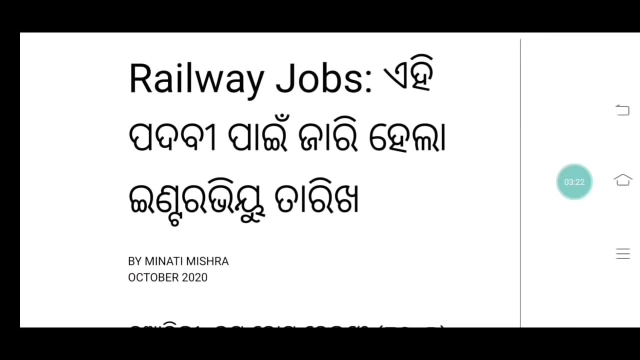 Railway Jobs: ଏହି
ପଦବୀ ପାଇଁ ଜାରି ହେଲା
ଇଣ୍ଟରଭିୟୁ ତାରିଖ
BY MINATI MISHRA
OCTOBER 2020
03:22